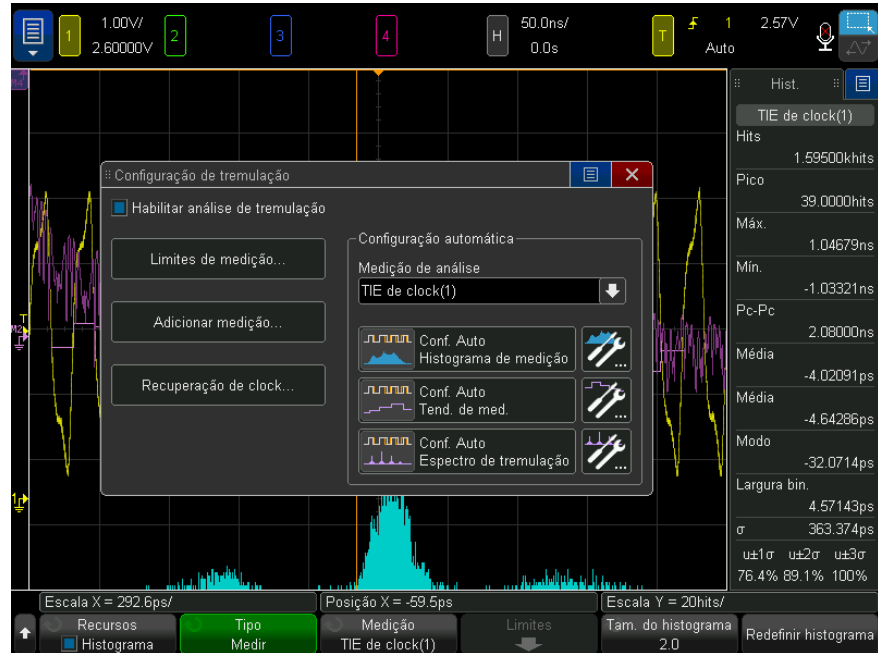 1 1.00V/ 2.60000V 2 3 4 H 50.0ns/ 0.0s T 1 2.57V Auto
Hist.
TIE de clock(1)
Hits
1.59500khits
Pico
39.0000hits
Máx.
1.04679ns
Mín.
-1.03321ns
Pc-Pc
2.08000ns
Média
-4.02091ps
Média
-4.64286ps
Modo
-32.0714ps
Largura bin.
4.57143ps
σ 363.374ps
u±1σ u±2σ u±3σ
76.4% 89.1% 100%
Configuração de tremulação
Habilitar análise de tremulação
Limites de medição...
Adicionar medição...
Recuperação de clock...
Configuração automática
Medição de análise
TIE de clock(1)
Conf. Auto
Histograma de medição
...
Conf. Auto
Tend. de med.
...
Conf. Auto
Espectro de tremulação
...
M4
M2
T
1
Escala X = 292.6ps/ Posição X = -59.5ps Escala Y = 20hits/
Recursos
Histograma
Tipo
Medir
Medição
TIE de clock(1)
Limites
Tam. do histograma
2.0
Redefinir histograma